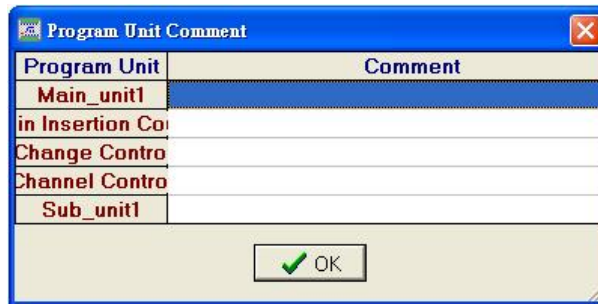 Program Unit Comment
Program Unit Comment
Main_unit1
in Insertion Co
Change Contro
Channel Contro
Sub_unit1
OK